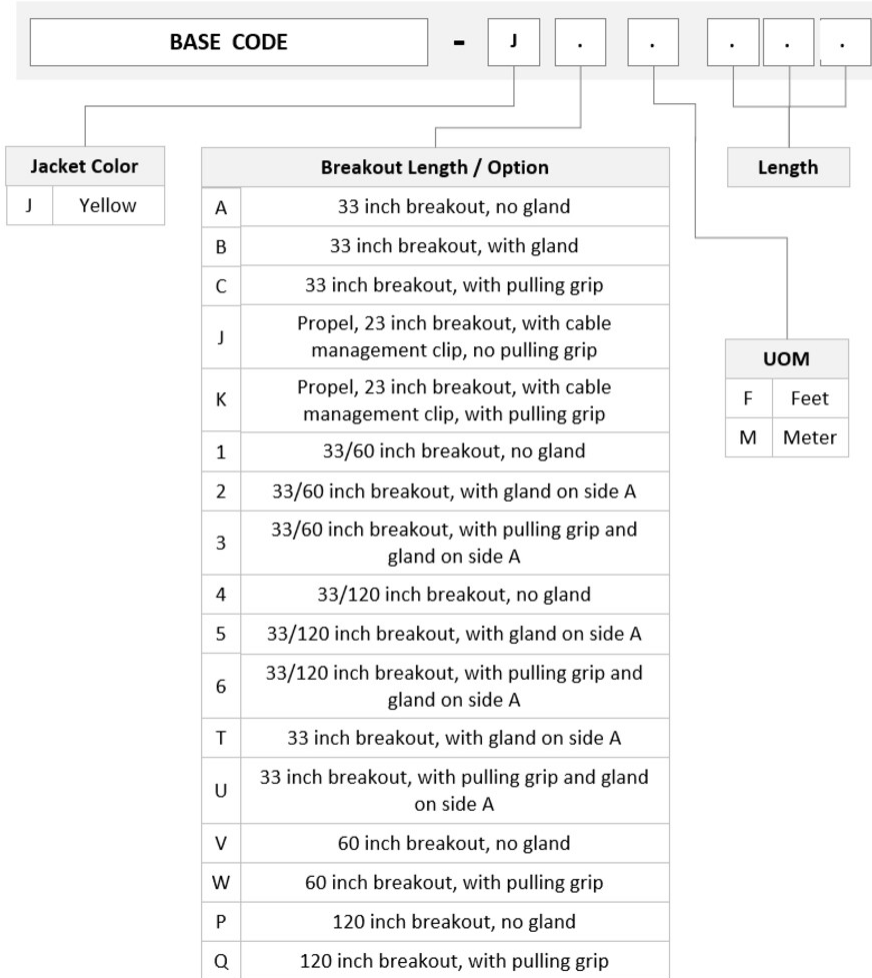 BASE CODE - J . . . . .
Jacket Color
J Yellow
Breakout Length / Option
A 33 inch breakout, no gland
B 33 inch breakout, with gland
C 33 inch breakout, with pulling grip
J Propel, 23 inch breakout, with cable
management clip, no pulling grip
K Propel, 23 inch breakout, with cable
management clip, with pulling grip
1 33/60 inch breakout, no gland
2 33/60 inch breakout, with gland on side A
3 33/60 inch breakout, with pulling grip and
gland on side A
4 33/120 inch breakout, no gland
5 33/120 inch breakout, with gland on side A
6 33/120 inch breakout, with pulling grip and
gland on side A
T 33 inch breakout, with gland on side A
U 33 inch breakout, with pulling grip and gland
on side A
V 60 inch breakout, no gland
W 60 inch breakout, with pulling grip
P 120 inch breakout, no gland
Q 120 inch breakout, with pulling grip
Length
UOM
F Feet
M Meter